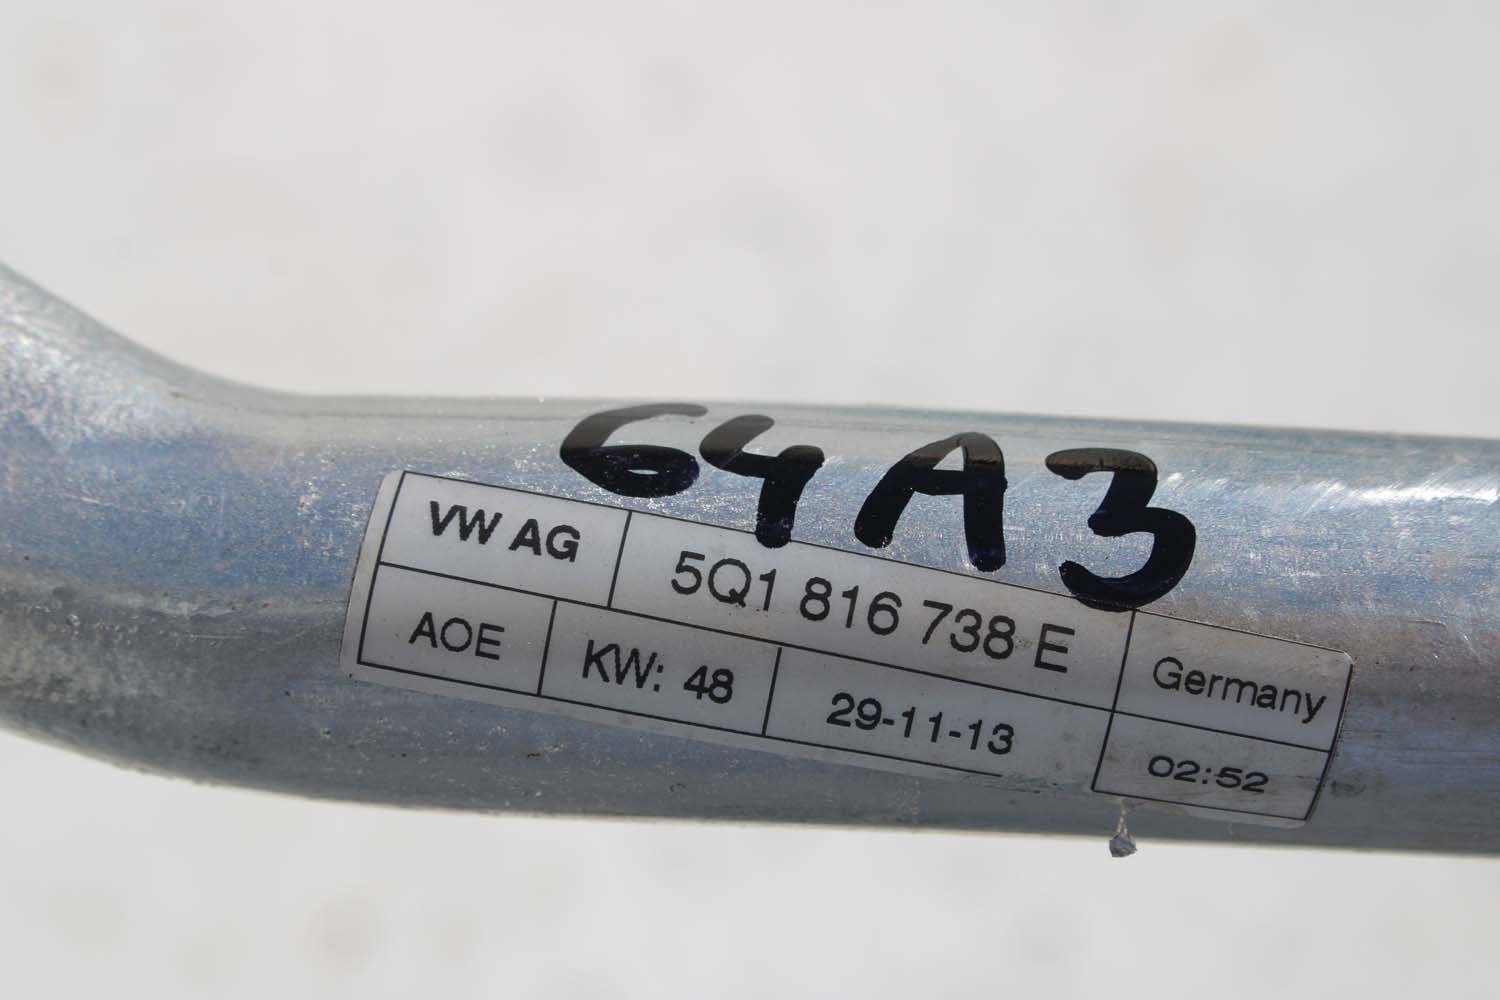 64A3
VW AG 5Q1 816 738 E Germany
AOE KW: 48 29-11-13 02:52